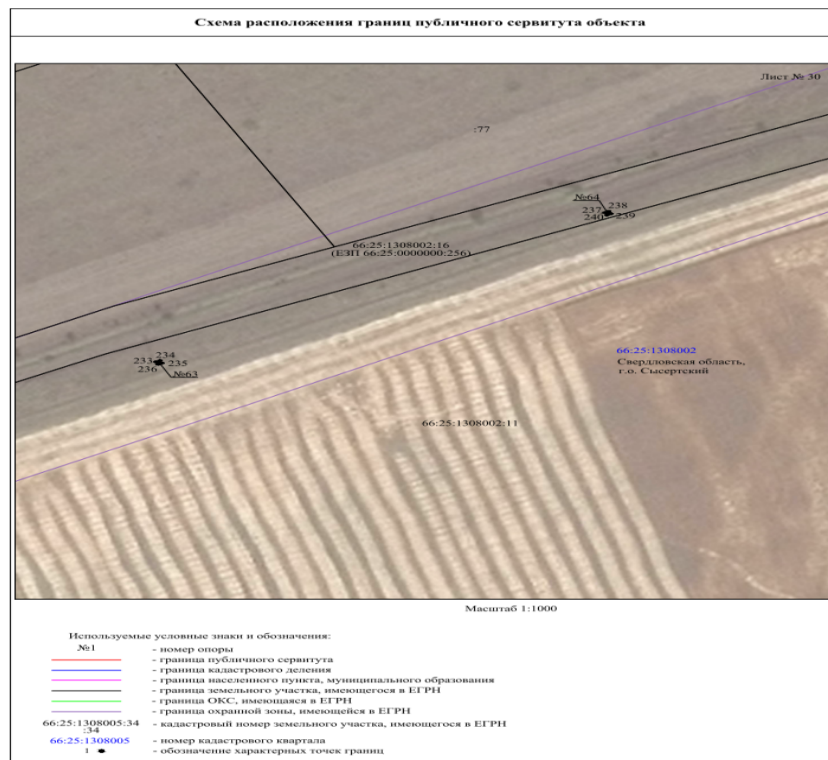 Схема расположения границ публичного сервитута объекта
Лист № 30
:77
№64
238
237
240
239
66:25:1308002:16
(ЕЗП 66:25:0000000:256)
234
233
235
236
№63
66:25:1308002
Свердловская область,
г.о. Сысертский
66:25:1308002:11
Масштаб 1:1000
Используемые условные знаки и обозначения:
№1 - номер опоры
- граница публичного сервитута
- граница кадастрового деления
- граница населенного пункта, муниципального образования
- граница земельного участка, имеющегося в ЕГРН
- граница ОКС, имеющаяся в ЕГРН
- граница охранной зоны, имеющейся в ЕГРН
66:25:1308005:34 - кадастровый номер земельного участка, имеющегося в ЕГРН
:34
66:25:1308005 - номер кадастрового квартала
1 - обозначение характерных точек границ